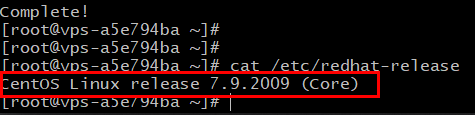 Complete!
[root@vps-a5e794ba ~]#
[root@vps-a5e794ba ~]#
[root@vps-a5e794ba ~]# cat /etc/redhat-release
CentOS Linux release 7.9.2009 (Core)
[root@vps-a5e794ba ~]#